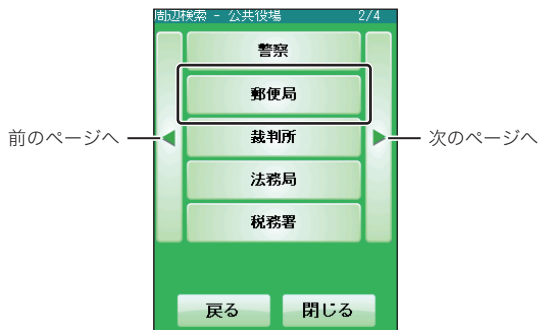 周辺検索 - 公共役場 2/4
警察
郵便局
前のページへ
裁判所
次のページへ
法務局
税務署
戻る
閉じる